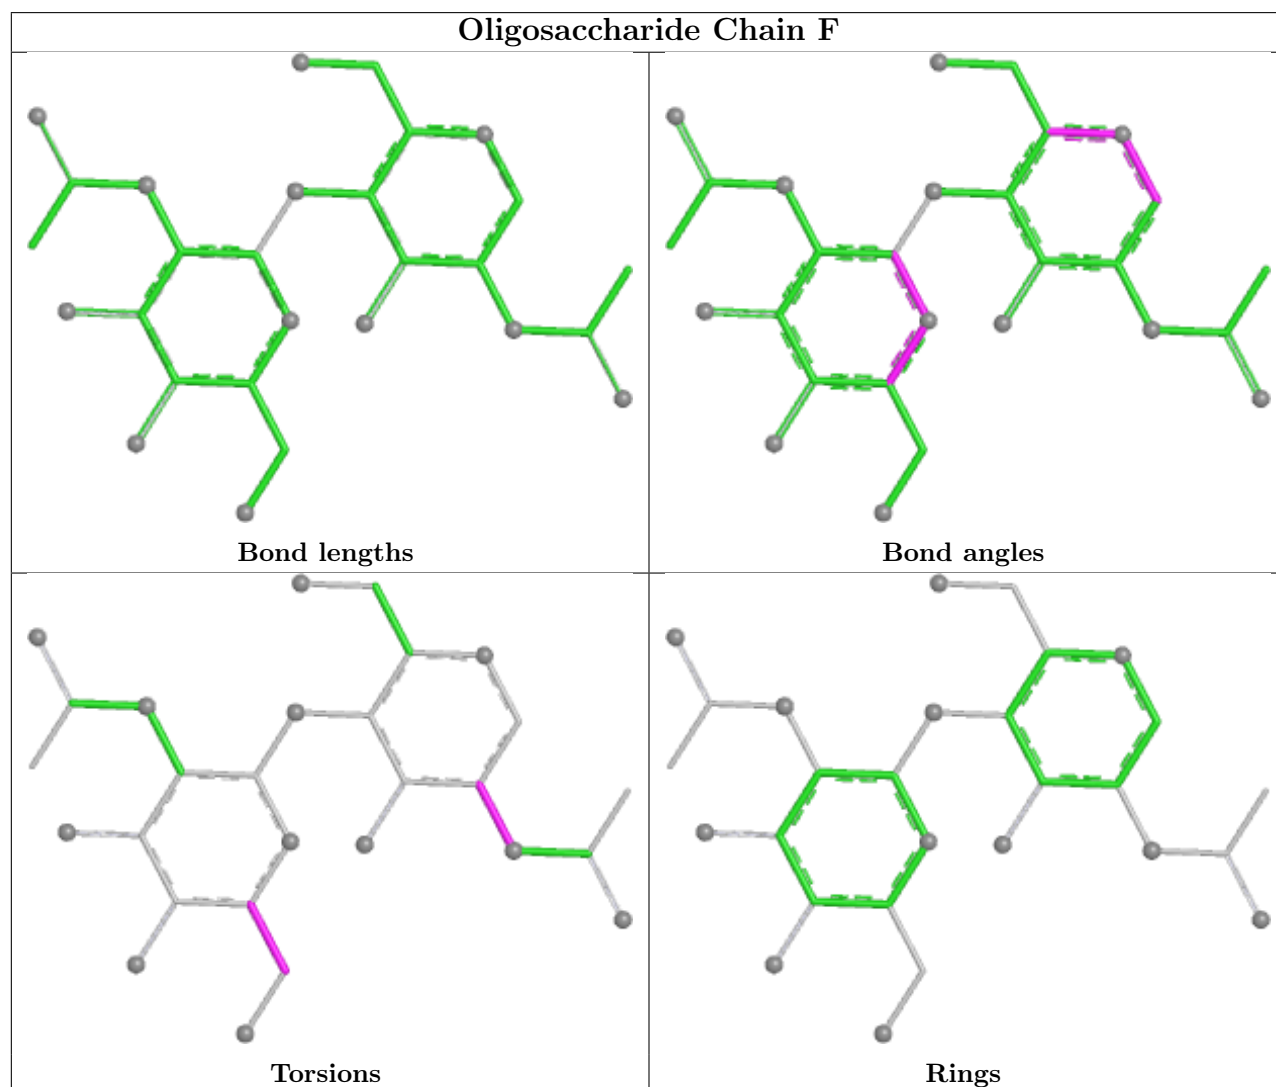 Oligosaccharide Chain F
Bond lengths
Bond angles
Torsions
Rings